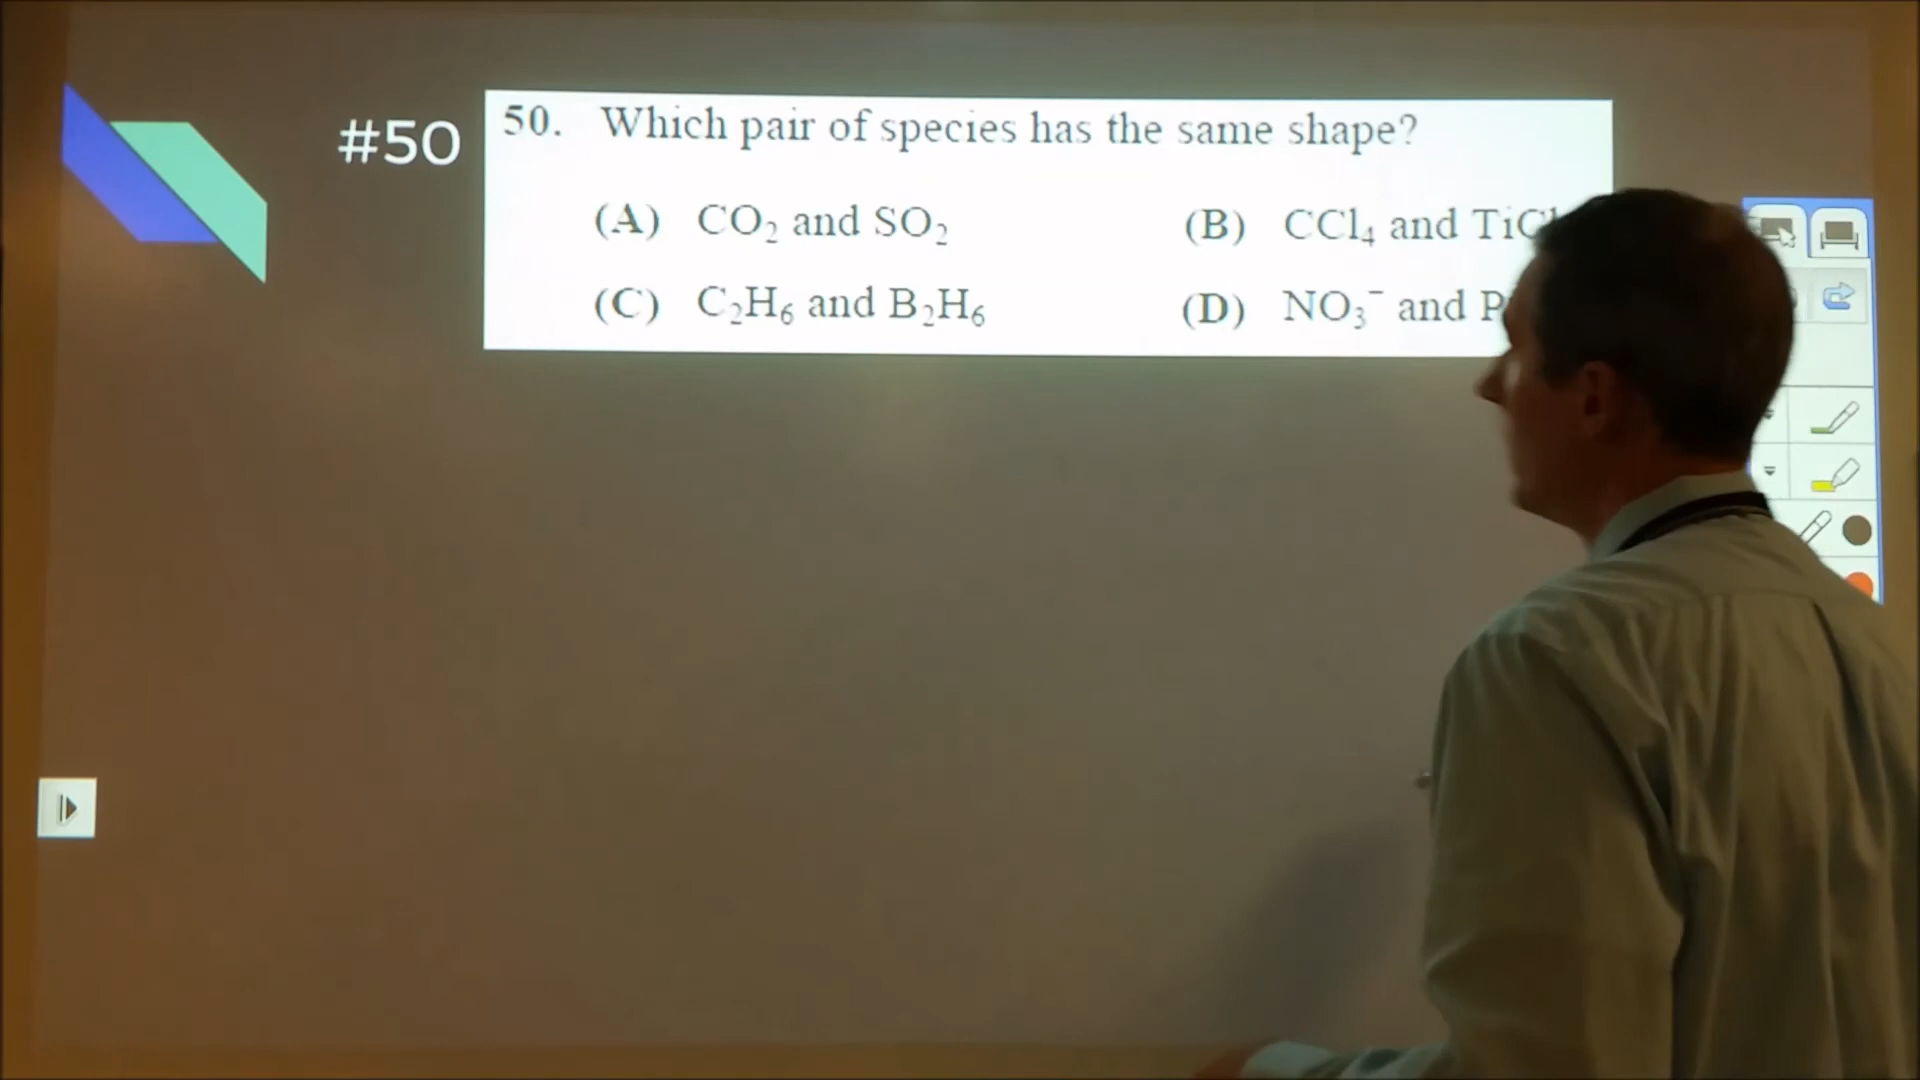 #50
50. Which pair of species has the same shape?
(A) CO₂ and SO₂ (B) CCl₄ and
(C) C₂H₆ and B₂H₆ (D) NO₃⁻ and